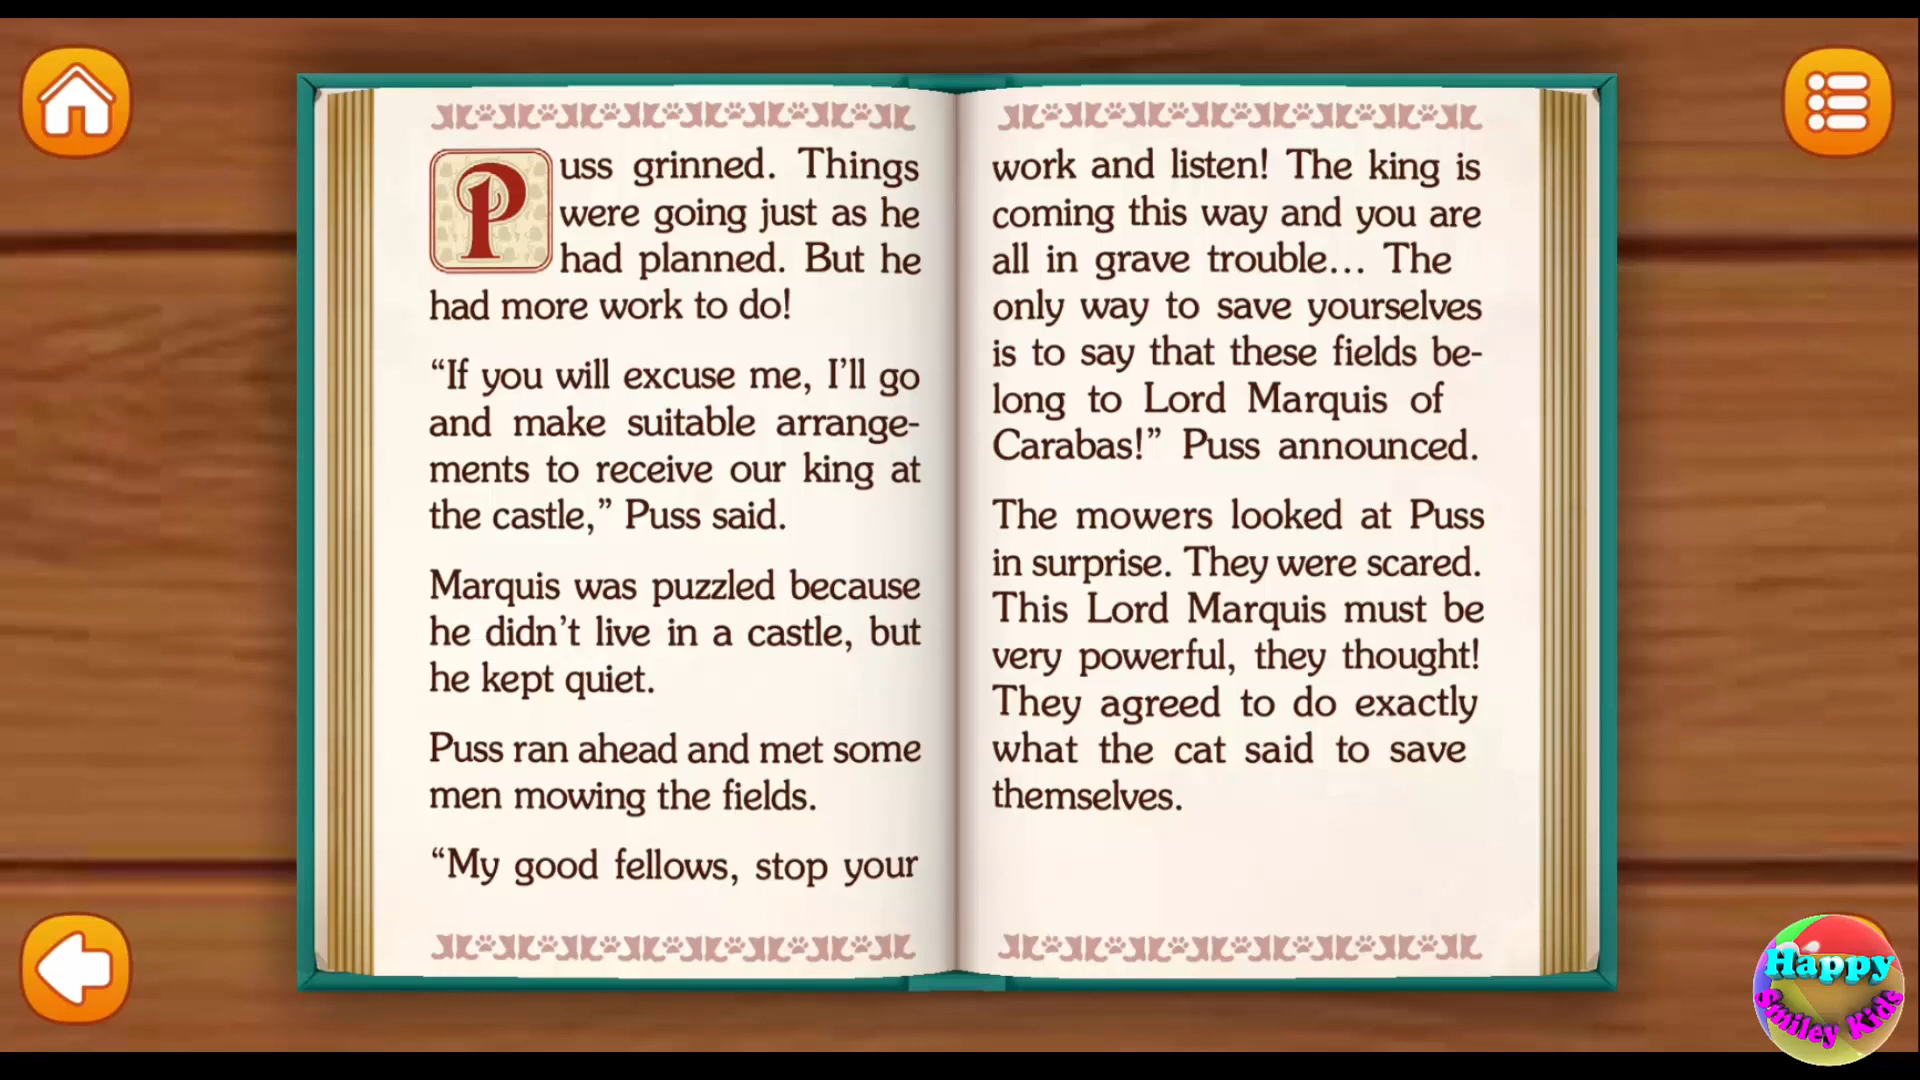 Puss grinned. Things
were going just as he
had planned. But he
had more work to do!
“If you will excuse me, I’ll go
and make suitable arrange-
ments to receive our king at
the castle,” Puss said.
Marquis was puzzled because
he didn’t live in a castle, but
he kept quiet.
Puss ran ahead and met some
men mowing the fields.
“My good fellows, stop your
work and listen! The king is
coming this way and you are
all in grave trouble... The
only way to save yourselves
is to say that these fields be-
long to Lord Marquis of
Carabas!” Puss announced.
The mowers looked at Puss
in surprise. They were scared.
This Lord Marquis must be
very powerful, they thought!
They agreed to do exactly
what the cat said to save
themselves.
Happy
Smiley Kids